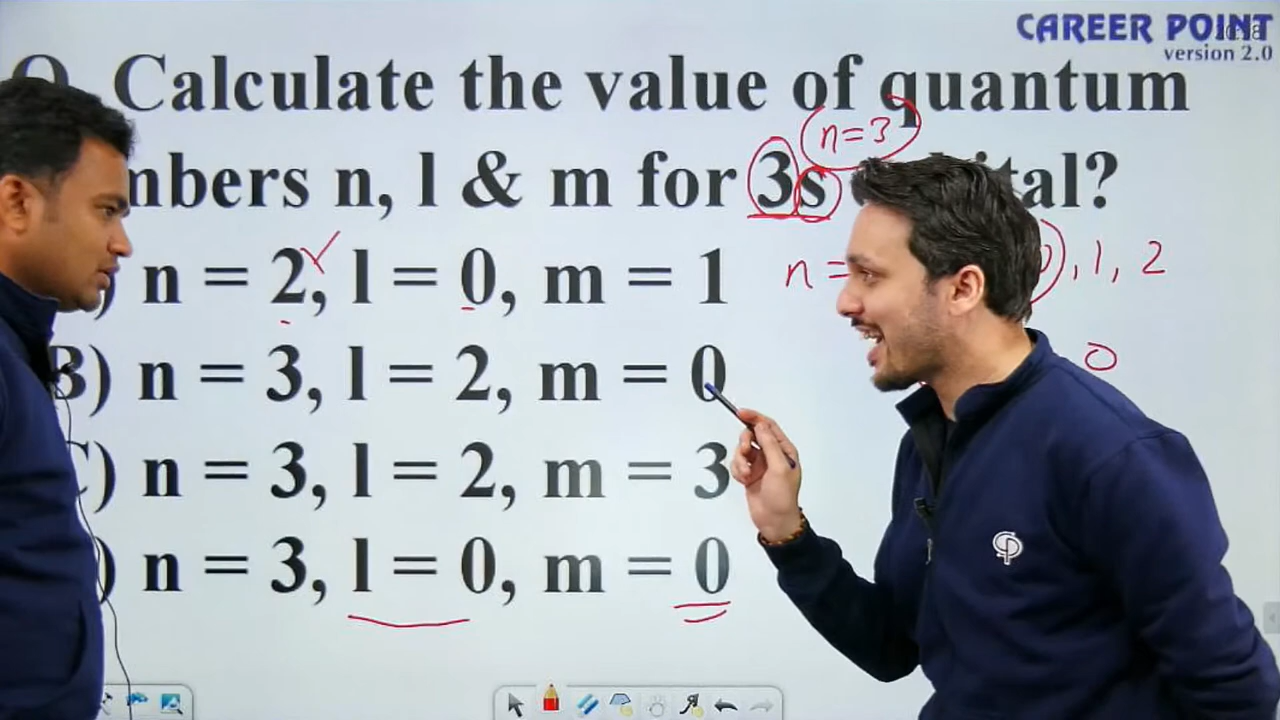 CAREER POINT
version 2.0
Calculate the value of quantum
n=3
n, l & m for 3s
n = 2, l = 0, m = 1
n =
, 1, 2
B) n = 3, l = 2, m = 0
0
C) n = 3, l = 2, m = 3
n = 3, l = 0, m = 0